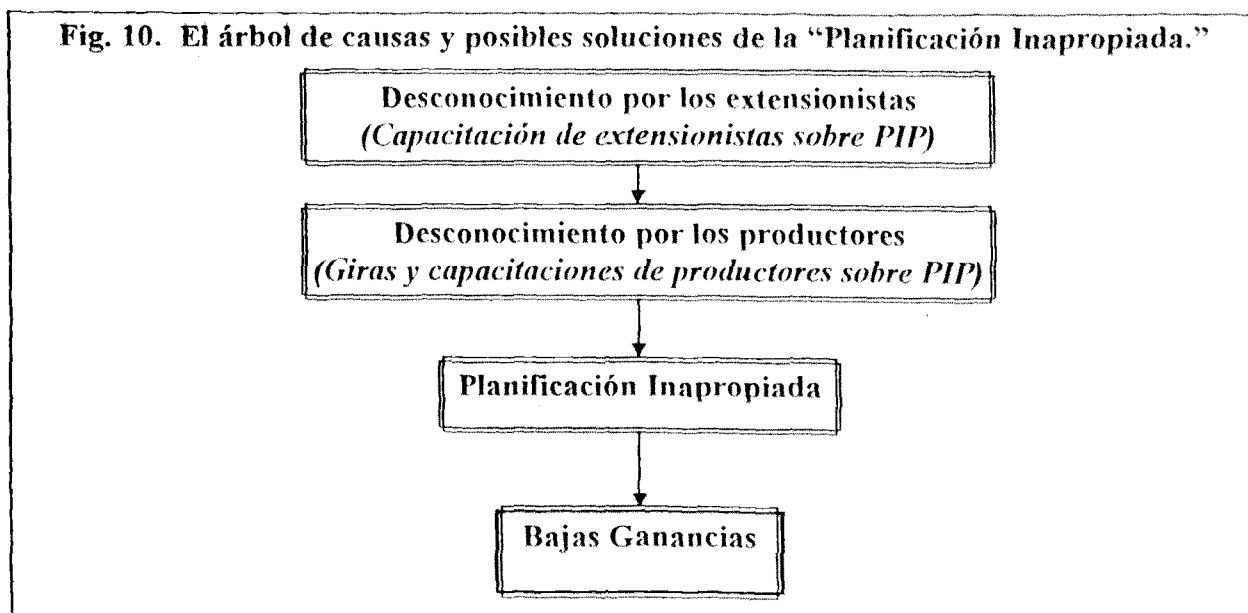 Fig. 10. El árbol de causas y posibles soluciones de la “Planificación Inapropiada.”
Desconocimiento por los extensionistas
(Capacitación de extensionistas sobre PIP)
Desconocimiento por los productores
(Giras y capacitaciones de productores sobre PIP)
Planificación Inapropiada
Bajas Ganancias